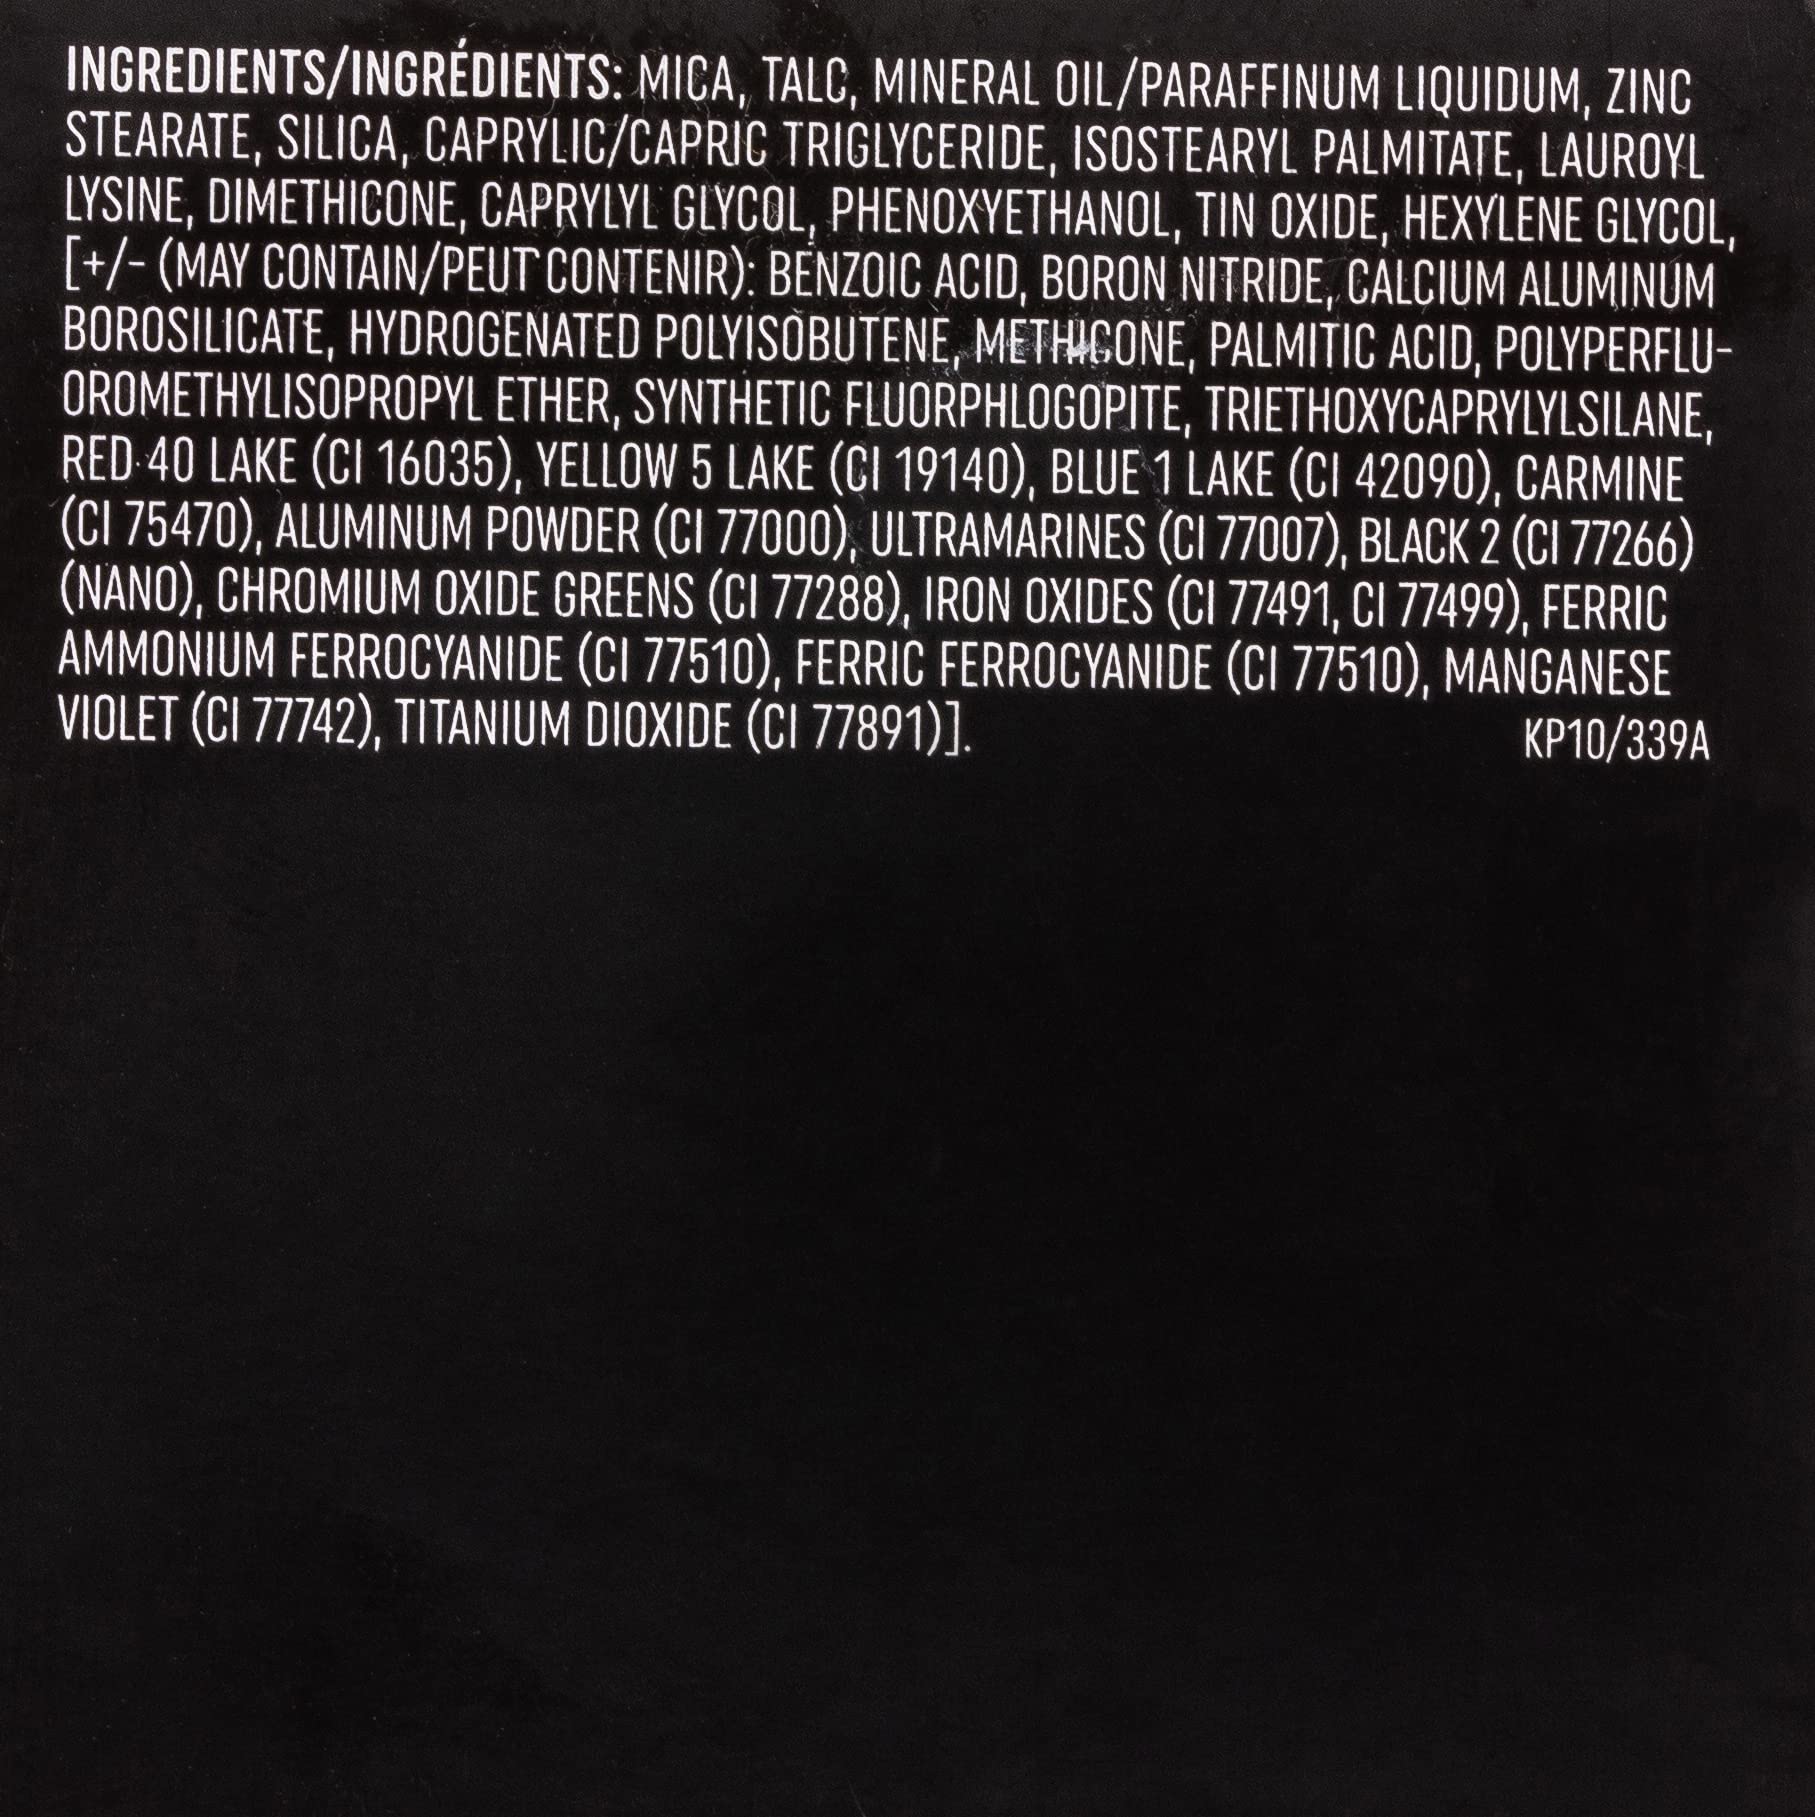 INGREDIENTS/INGRÉDIENTS: MICA, TALC, MINERAL OIL/PARAFFINUM LIQUIDUM, ZINC
STEARATE, SILICA, CAPRYLIC/CAPRIC TRIGLYCERIDE, ISOSTEARYL PALMITATE, LAUROYL
LYSINE, DIMETHICONE, CAPRYLYL GLYCOL, PHENOXYETHANOL, TIN OXIDE, HEXYLENE GLYCOL,
[+/- (MAY CONTAIN/PEUT CONTENIR): BENZOIC ACID, BORON NITRIDE, CALCIUM ALUMINUM
BOROSILICATE, HYDROGENATED POLYISOBUTENE, METHICONE, PALMITIC ACID, POLYPERFLU-
OROMETHYLISOPROPYL ETHER, SYNTHETIC FLUORPHLOGOPITE, TRIETHOXYCAPRYLYLSILANE,
RED 40 LAKE (CI 16035), YELLOW 5 LAKE (CI 19140), BLUE 1 LAKE (CI 42090), CARMINE
(CI 75470), ALUMINUM POWDER (CI 77000), ULTRAMARINES (CI 77007), BLACK 2 (CI 77266)
(NANO), CHROMIUM OXIDE GREENS (CI 77288), IRON OXIDES (CI 77491, CI 77499), FERRIC
AMMONIUM FERROCYANIDE (CI 77510), FERRIC FERROCYANIDE (CI 77510), MANGANESE
VIOLET (CI 77742), TITANIUM DIOXIDE (CI 77891)].
KP10/339A